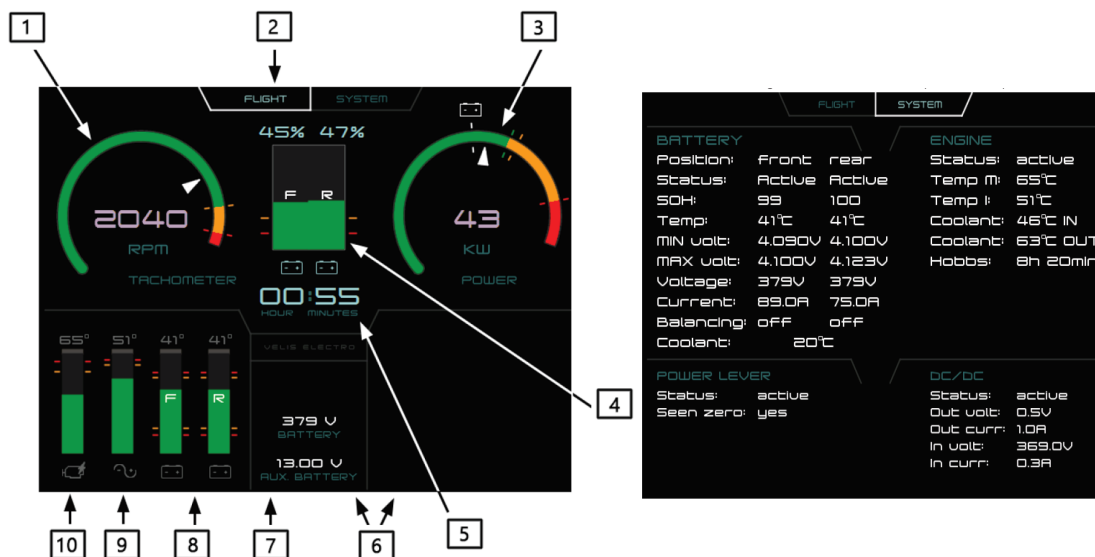 1
2
3
FLIGHT SYSTEM
45% 47%
F R
2040
RPM
TACHOMETER
43
KW
POWER
00:55
HOUR MINUTES
65° 51° 41° 41°
F R
VELIS ELECTRO
379 V
BATTERY
13.00 V
AUX. BATTERY
4
5
6
7
8
9
10
FLIGHT SYSTEM
BATTERY
Position: front rear
Status: Active Active
SOH: 99 100
Temp: 41°C 41°C
MIN volt: 4.090V 4.100V
MAX volt: 4.100V 4.123V
Voltage: 379V 379V
Current: 89.0A 75.0A
Balancing: off off
Coolant: 20°C
ENGINE
Status: active
Temp M: 65°C
Temp I: 51°C
Coolant: 46°C IN
Coolant: 63°C OUT
Hobbs: 8h 20min
POWER LEVER
Status: active
Seen zero: yes
DC/DC
Status: active
Out volt: 0.5V
Out curr: 1.0A
In volt: 369.0V
In curr: 0.3A